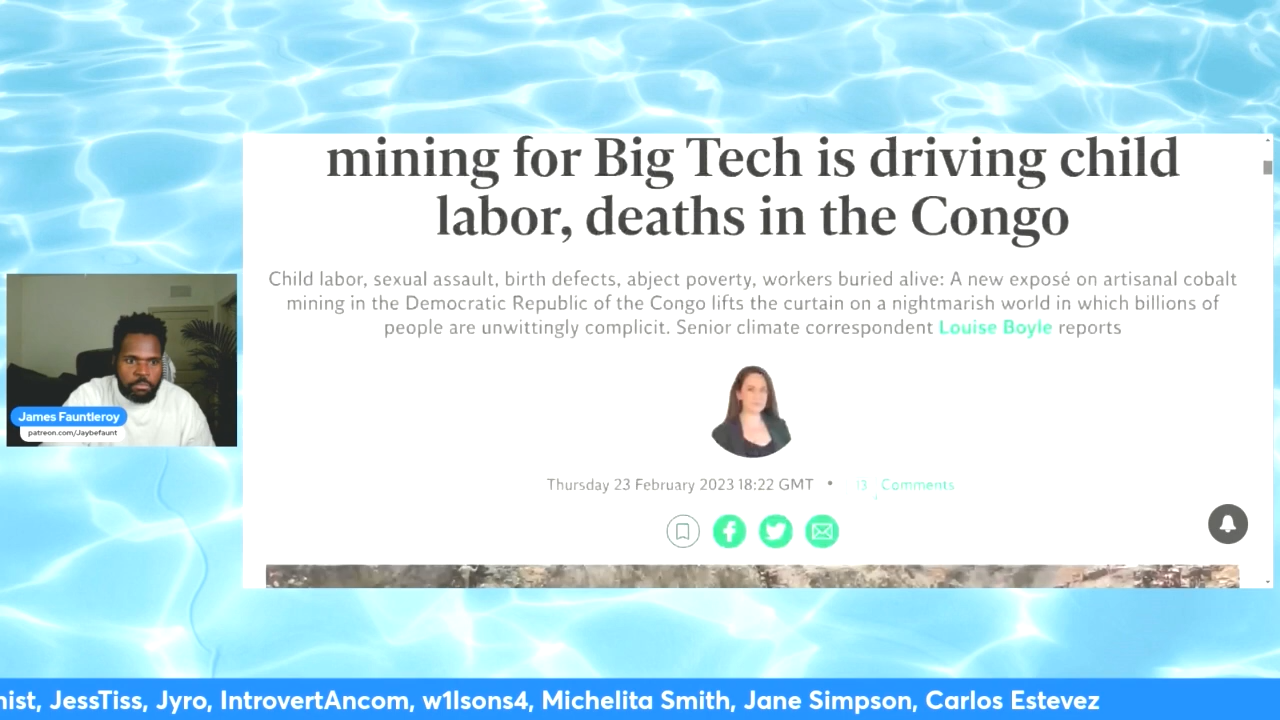 mining for Big Tech is driving child
labor, deaths in the Congo
Child labor, sexual assault, birth defects, abject poverty, workers buried alive: A new exposé on artisanal cobalt
mining in the Democratic Republic of the Congo lifts the curtain on a nightmarish world in which billions of
people are unwittingly complicit. Senior climate correspondent Louise Boyle reports
Thursday 23 February 2023 18:22 GMT • 13 Comments
James Fauntleroy
patreon.com/Jaybefaunt
nist, JessTiss, Jyro, IntrovertAncom, w1lsons4, Michelita Smith, Jane Simpson, Carlos Estevez